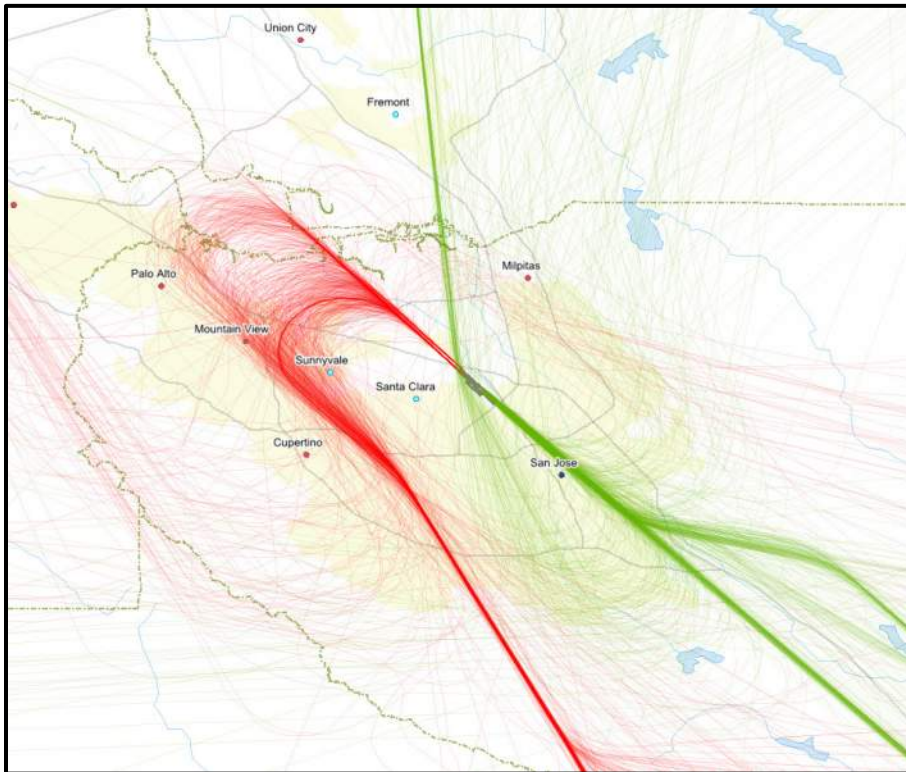 Union City
Fremont
Milpitas
Palo Alto
Mountain View
Sunnyvale
Santa Clara
Cupertino
San Jose